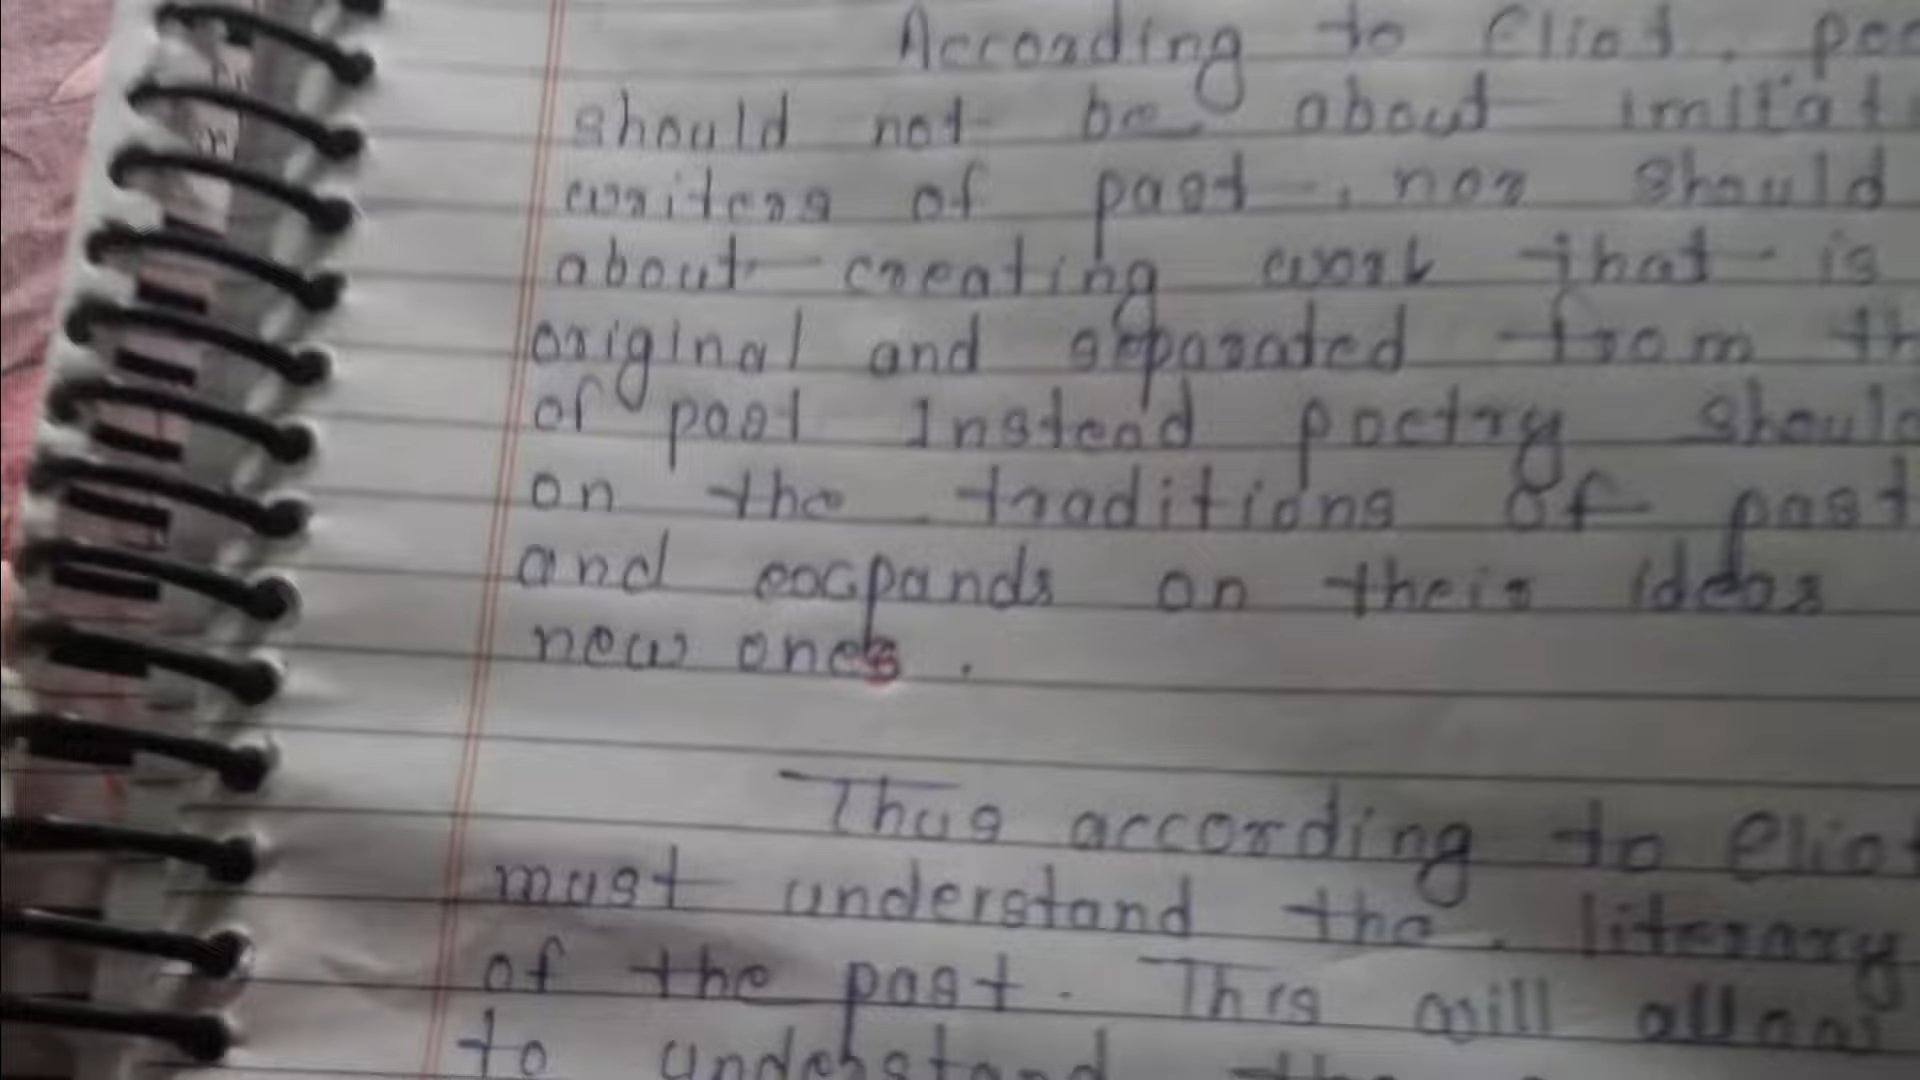 According to Eliot, poe
should not be about imitat
writers of past, nor should
about creating work that is
original and separated from th
of past Instead poetry shoul
on the traditions of past
and expands on their ideas
new ones.
Thus according to Eliot
must understand the literary
of the past. This will allow
to understand the